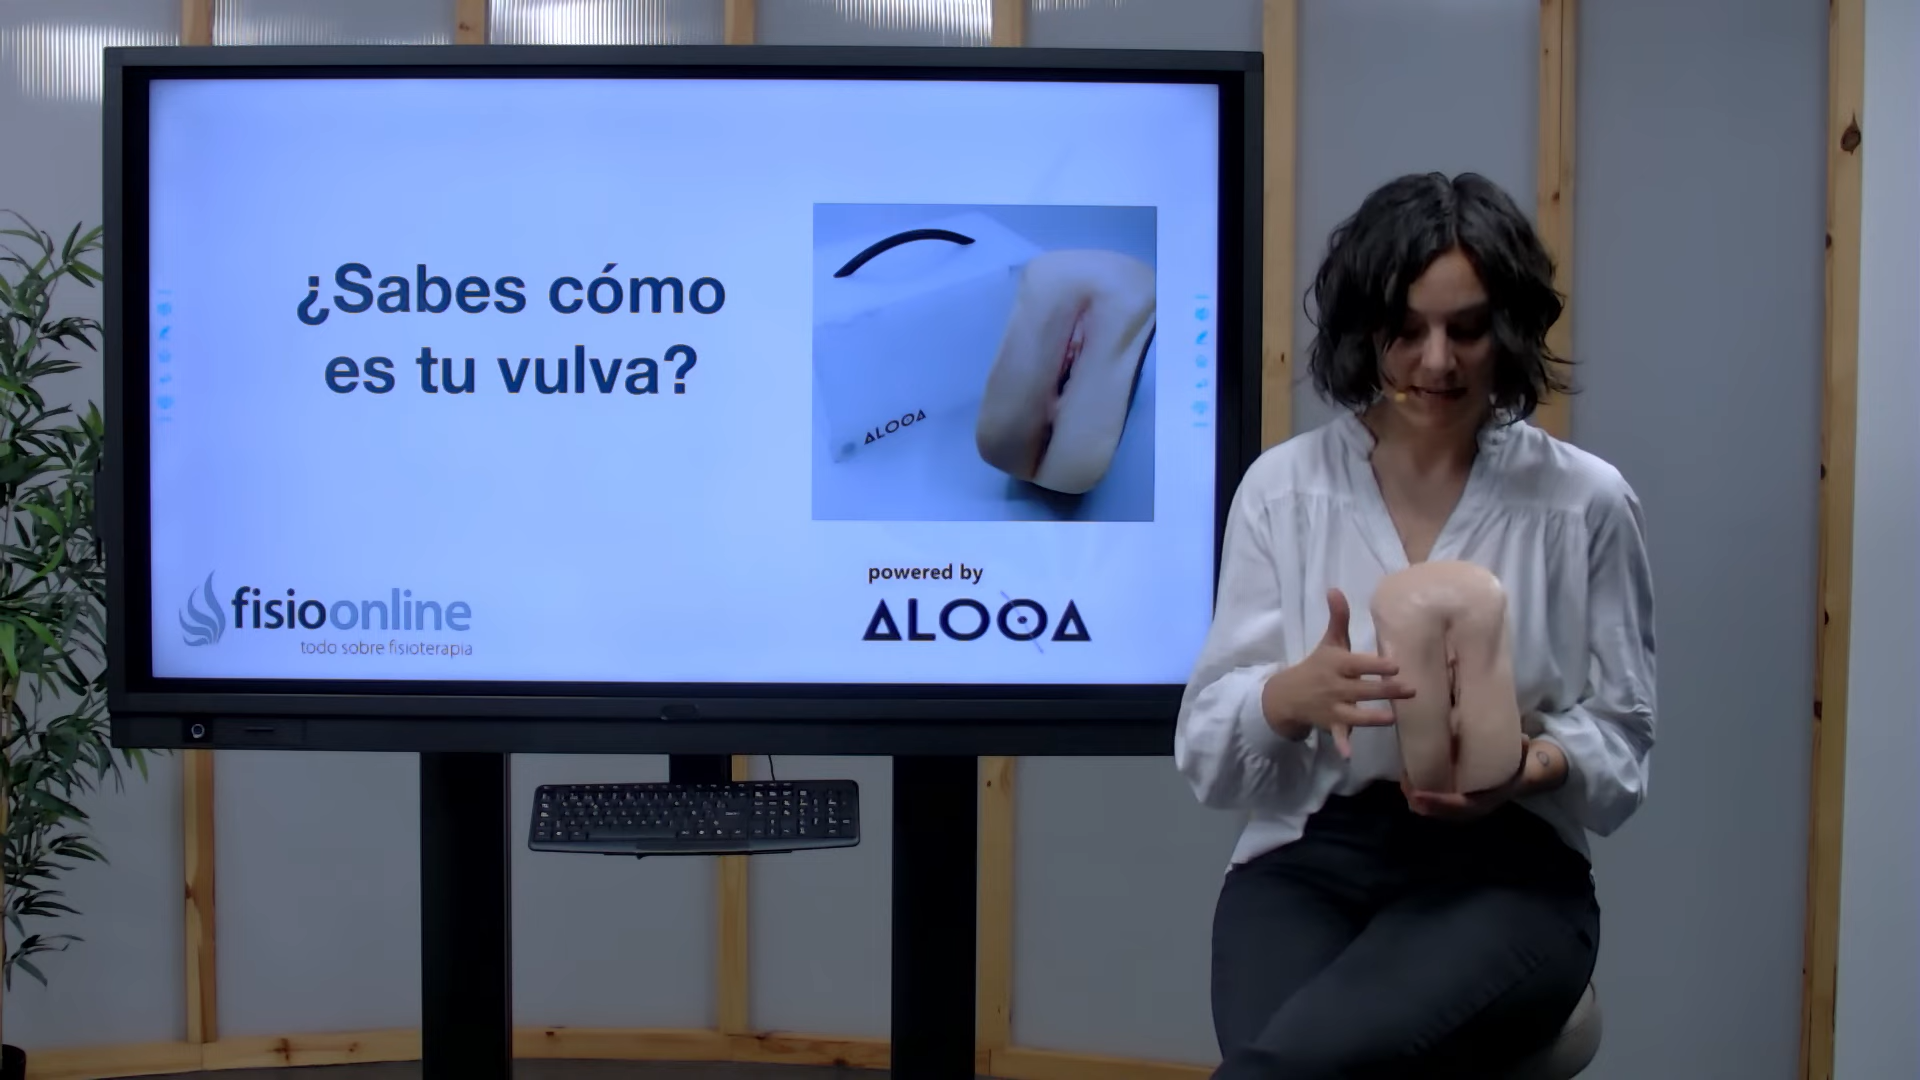 ¿Sabes cómo
es tu vulva?
ALOOA
powered by
ALOOA
fisioonline
todo sobre fisioterapia